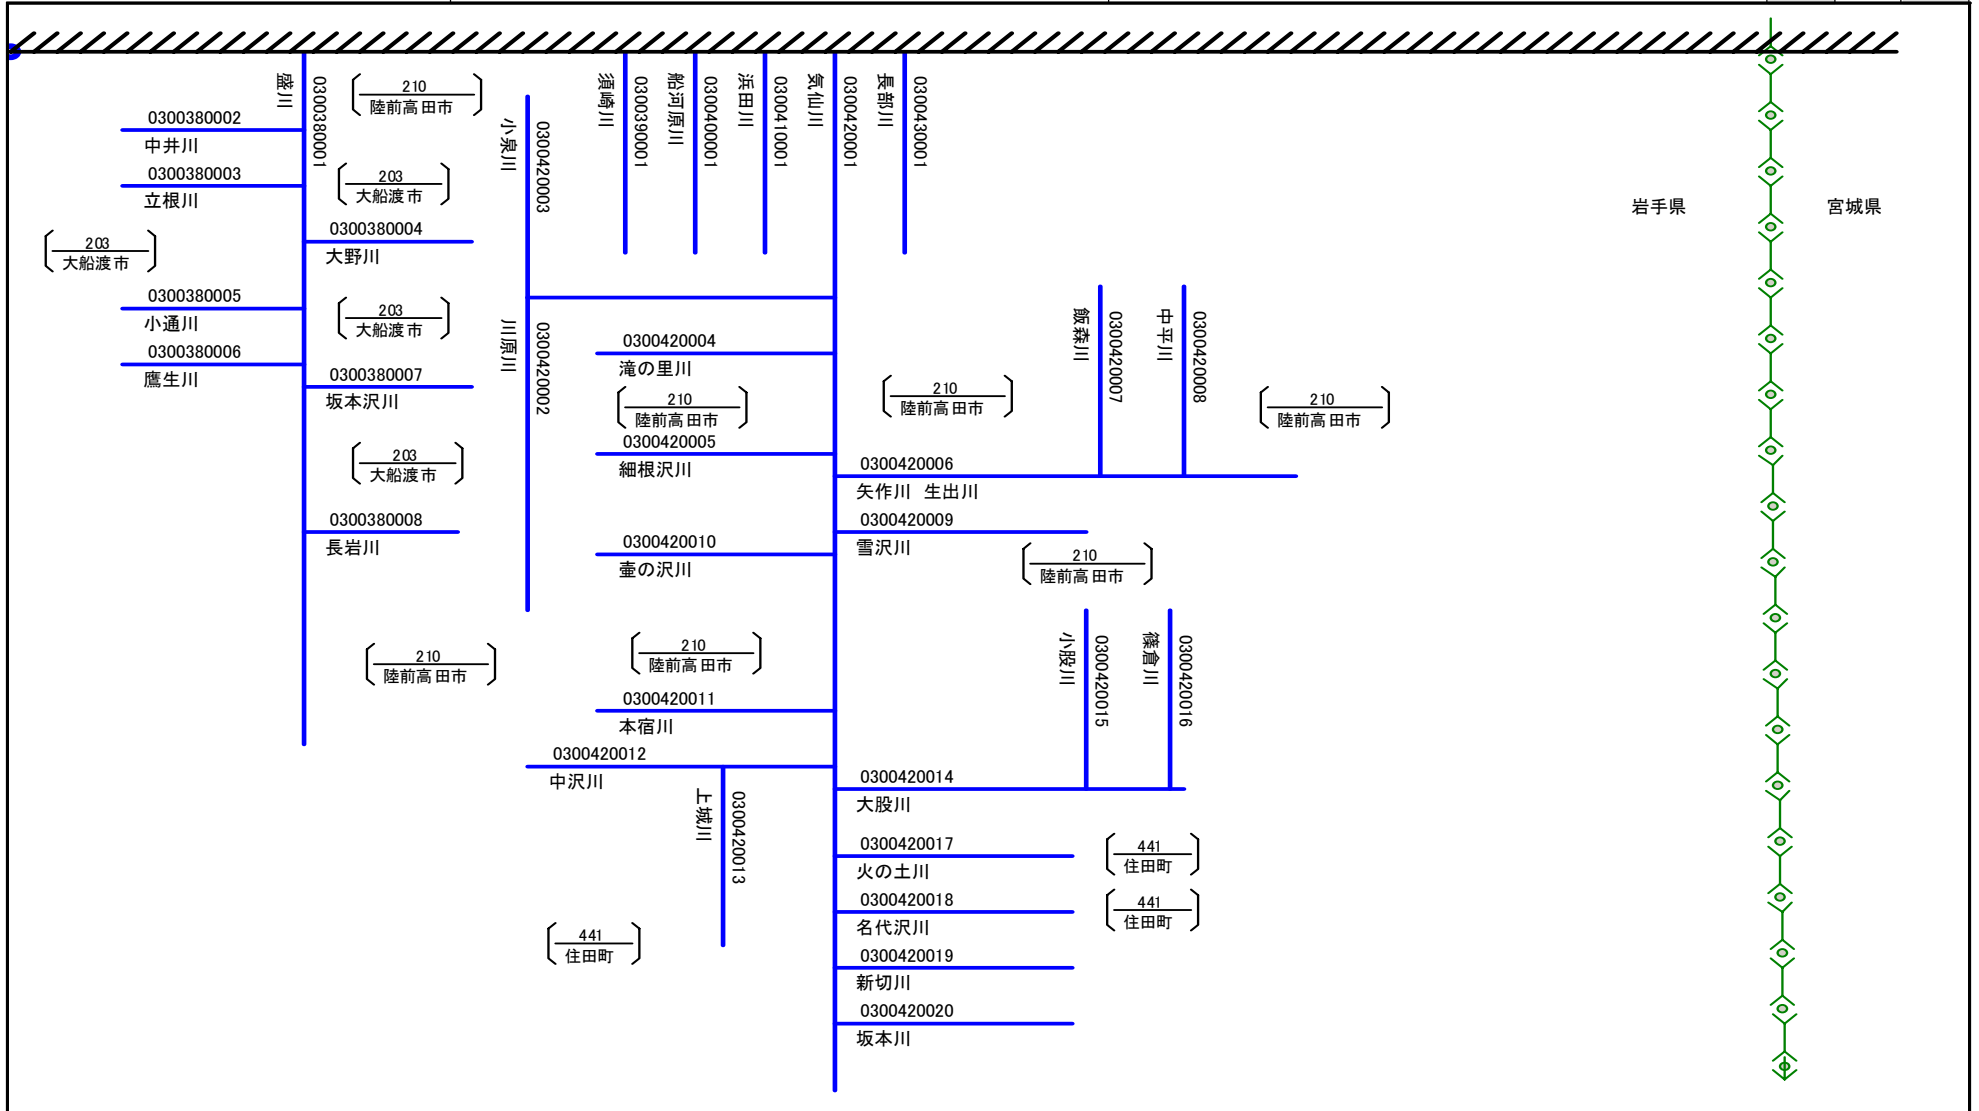 盛川
0300380001
210
陸前高田市
0300380002
中井川
0300380003
立根川
203
大船渡市
0300380004
大野川
203
大船渡市
0300380005
小通川
203
大船渡市
0300380006
鷹生川
0300380007
坂本沢川
203
大船渡市
0300380008
長岩川
210
陸前高田市
小泉川
0300420003
川原川
0300420002
須崎川
0300390001
船河原川
0300400001
浜田川
0300410001
気仙川
0300420001
長部川
0300430001
0300420004
滝の里川
210
陸前高田市
0300420005
細根沢川
210
陸前高田市
飯森川
0300420007
中平川
0300420008
210
陸前高田市
0300420006
矢作川 生出川
0300420009
雪沢川
210
陸前高田市
0300420010
壷の沢川
210
陸前高田市
0300420011
本宿川
0300420012
中沢川
上城川
0300420013
441
住田町
小股川
0300420015
篠倉川
0300420016
0300420014
大股川
0300420017
火の土川
441
住田町
0300420018
名代沢川
441
住田町
0300420019
新切川
0300420020
坂本川
岩手県
宮城県